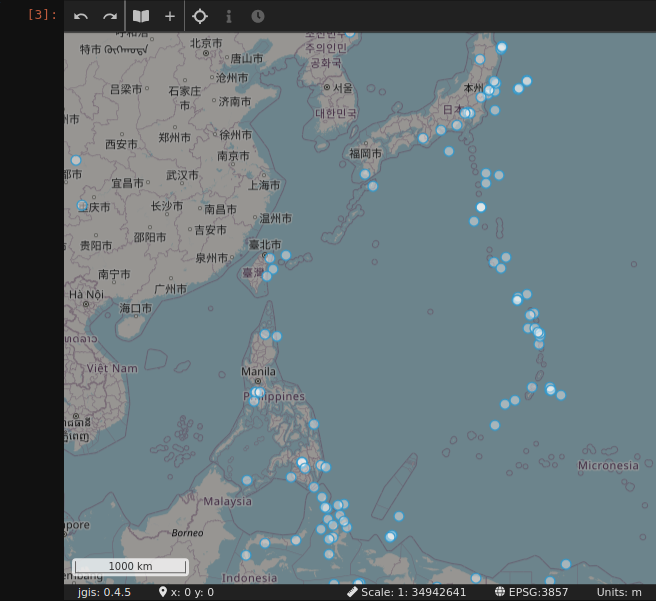 [3]:
北京市
조선민주주의인민공화국
特市
唐山市
沧州市
吕梁市
石家庄市
济南市
서울
대한민국
本州
日本
西安市
郑州市
徐州市
南京市
福岡市
宜昌市
武汉市
上海市
重庆市
长沙市
南昌市
温州市
贵阳市
邵阳市
吉安市
臺北市
泉州市
臺灣
南宁市
广州市
Hà Nội
海口市
Việt Nam
Manila
Philippines
Micronesia
Malaysia
Borneo
Indonesia
1000 km
jgis: 0.4.5
x: 0 y: 0
Scale: 1: 34942641
EPSG:3857
Units: m